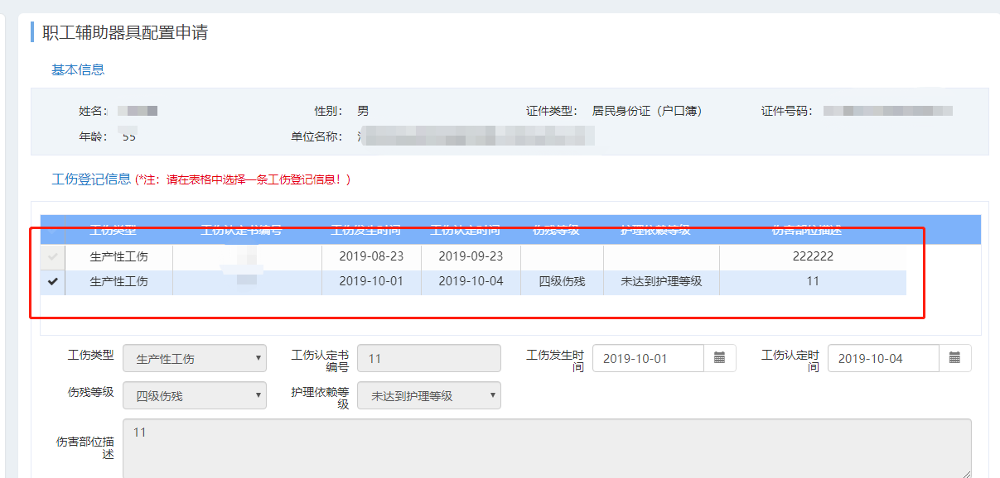 职工辅助器具配置申请
基本信息
姓名： 性别： 男 证件类型： 居民身份证（户口簿） 证件号码：
年龄： 55 单位名称：
工伤登记信息 (*注：请在表格中选择一条工伤登记信息！)
工伤类型 工伤认定书编号 工伤发生时间 工伤认定时间 伤残等级 护理依赖等级 伤害部位描述
生产性工伤 2019-08-23 2019-09-23 222222
生产性工伤 2019-10-01 2019-10-04 四级伤残 未达到护理等级 11
工伤类型 生产性工伤 工伤认定书编号 11 工伤发生时间 2019-10-01 工伤认定时间 2019-10-04
伤残等级 四级伤残 护理依赖等级 未达到护理等级
伤害部位描述 11